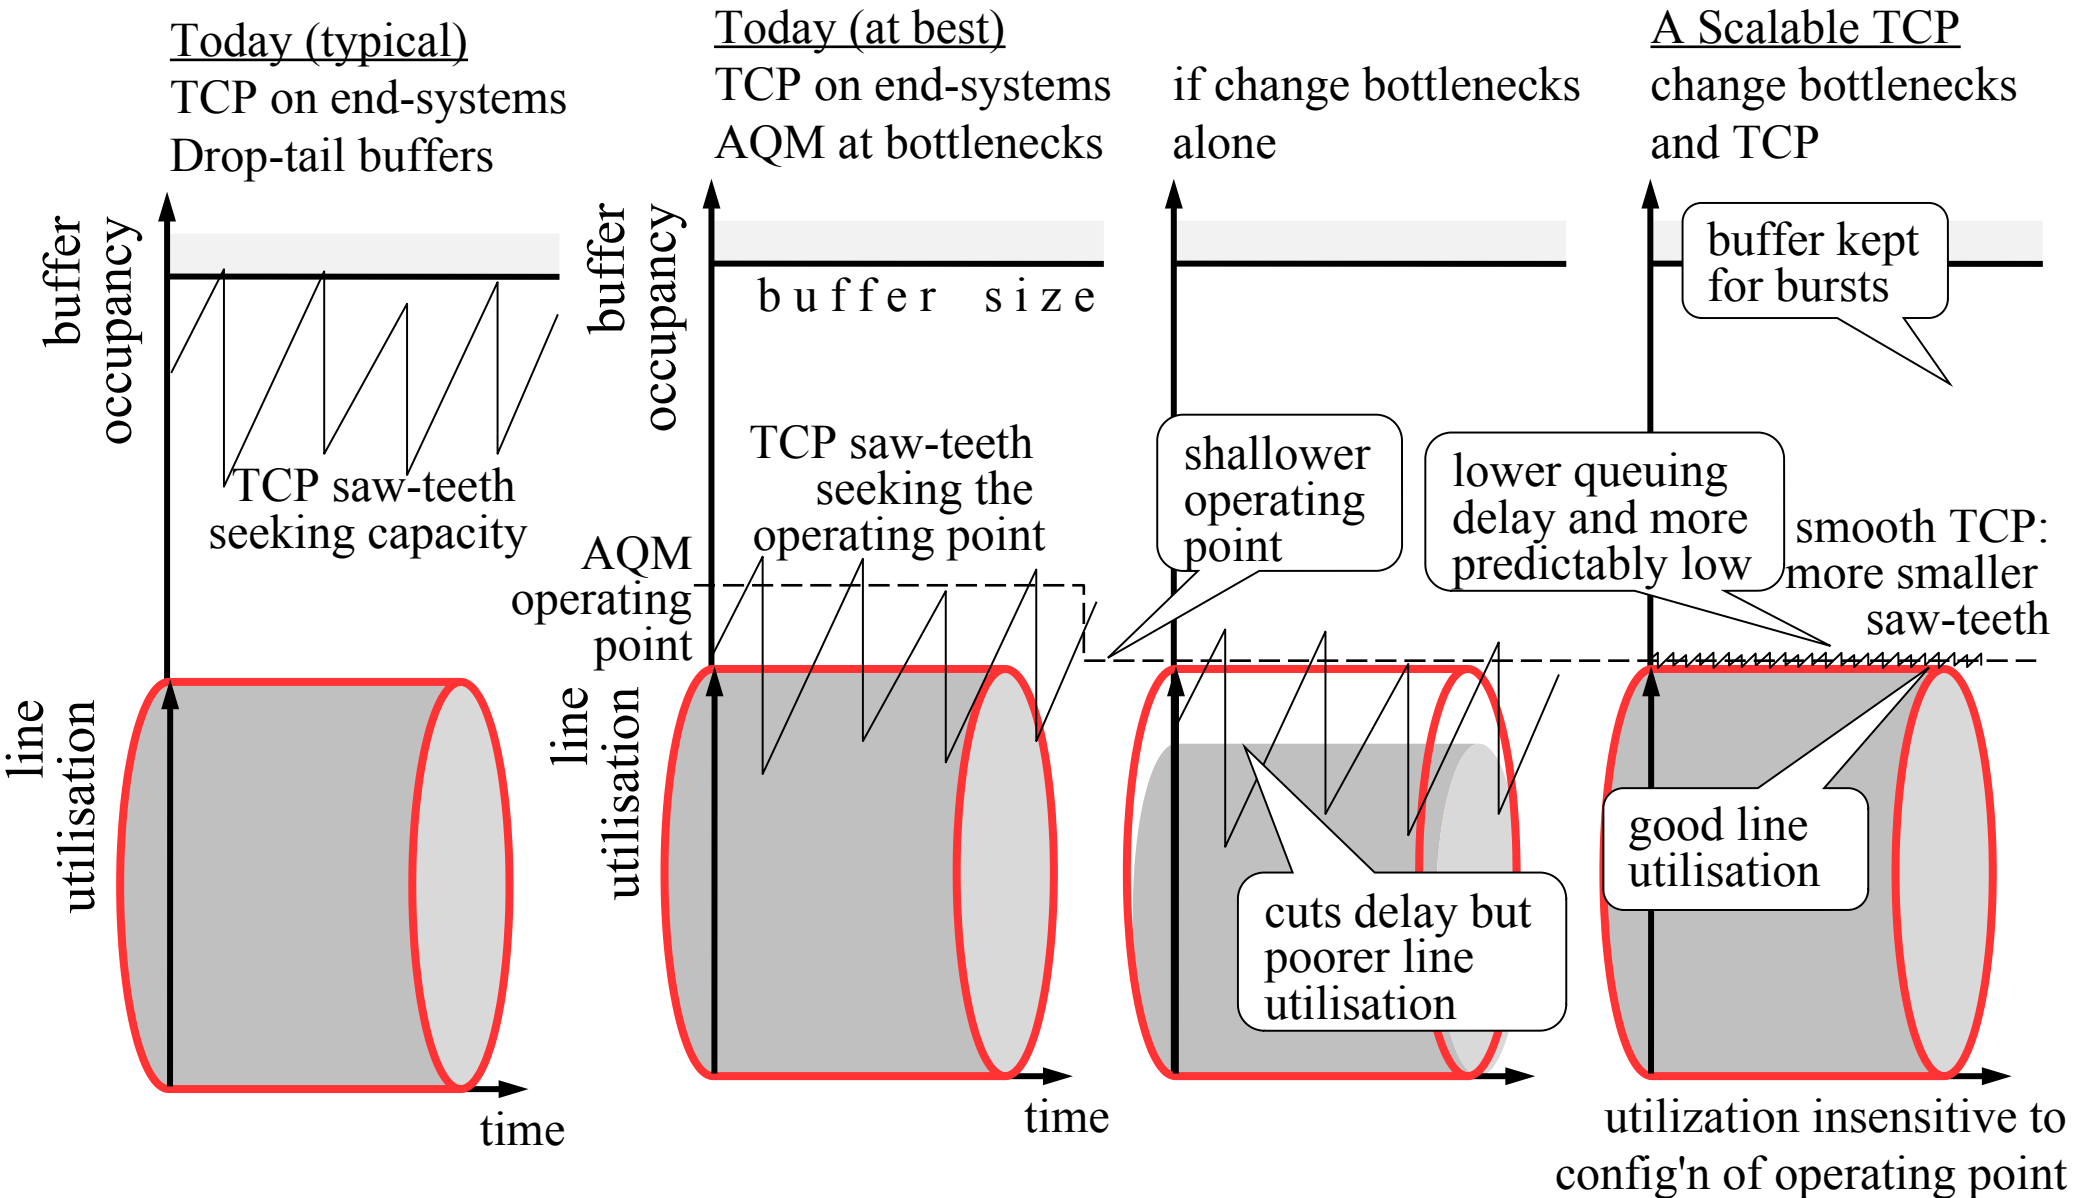 Today (typical)
TCP on end-systems
Drop-tail buffers
Today (at best)
TCP on end-systems
AQM at bottlenecks
if change bottlenecks
alone
A Scalable TCP
change bottlenecks
and TCP
buffer
occupancy
TCP saw-teeth
seeking capacity
line
utilisation
time
buffer
occupancy
buffer size
TCP saw-teeth
seeking the
operating point
AQM
operating
point
line
utilisation
time
shallower
operating
point
cuts delay but
poorer line
utilisation
buffer kept
for bursts
lower queuing
delay and more
predictably low
smooth TCP:
more smaller
saw-teeth
good line
utilisation
utilization insensitive to
config'n of operating point